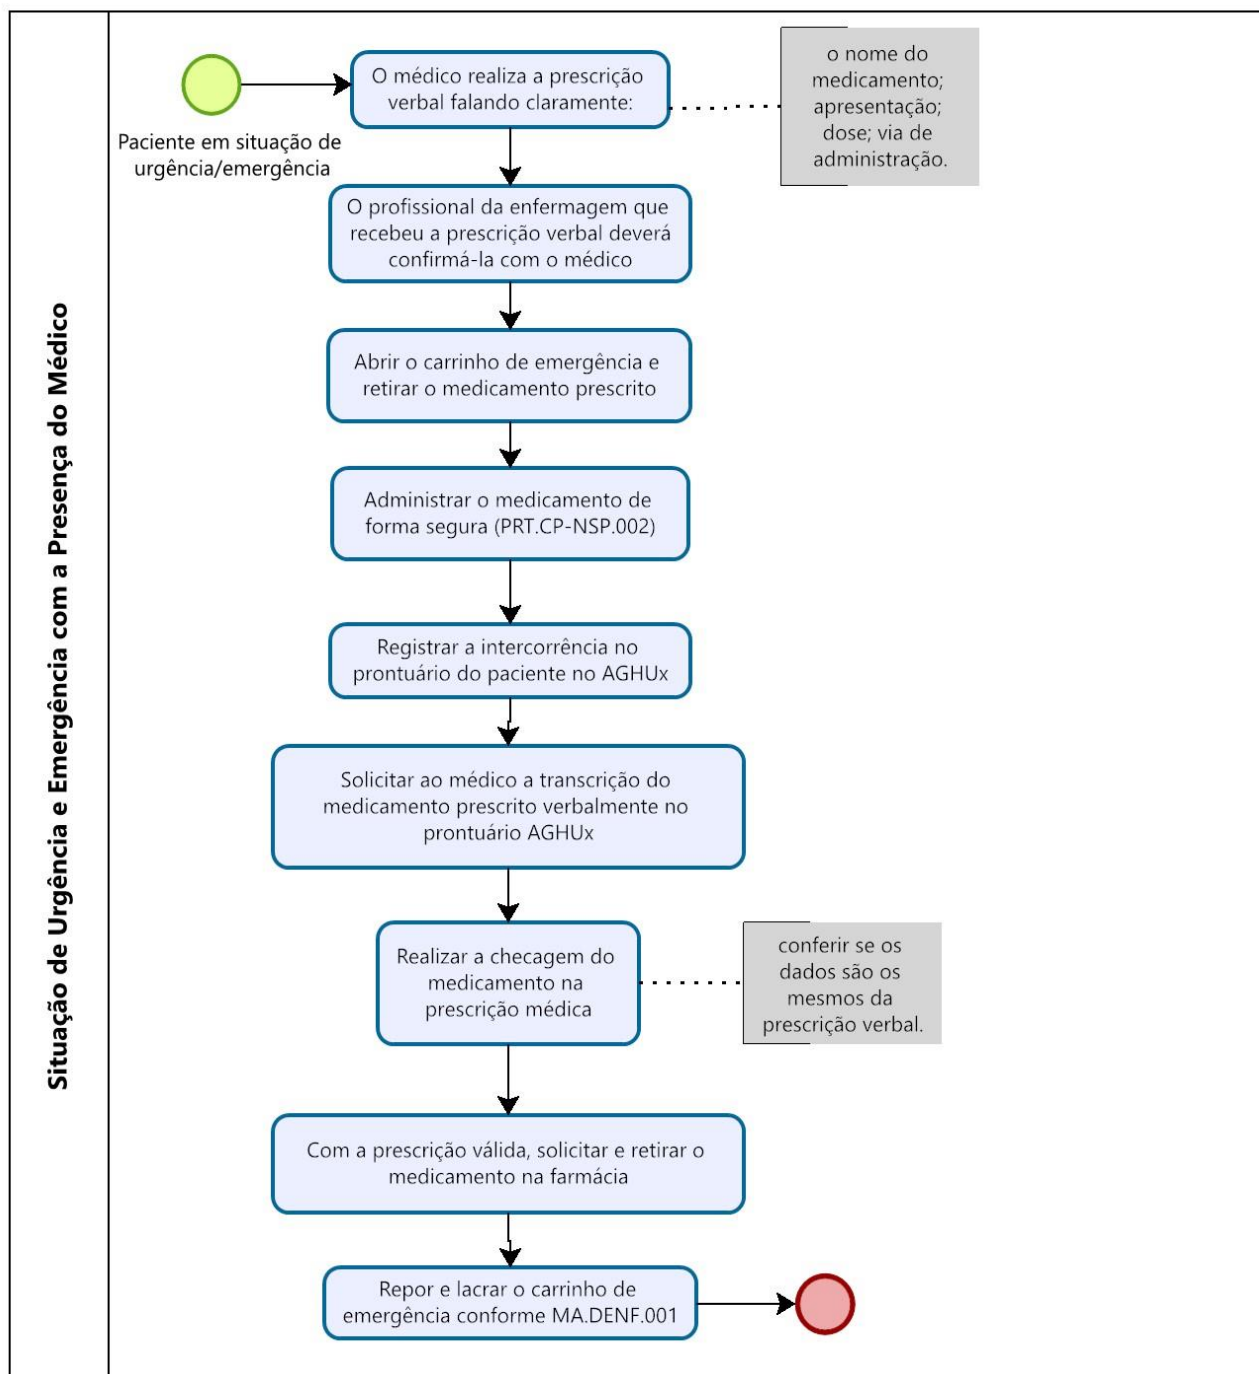 Situação de Urgência e Emergência com a Presença do Médico
Paciente em situação de
urgência/emergência
O médico realiza a prescrição
verbal falando claramente:
o nome do
medicamento;
apresentação;
dose; via de
administração.
O profissional da enfermagem que
recebeu a prescrição verbal deverá
confirmá-la com o médico
Abrir o carrinho de emergência e
retirar o medicamento prescrito
Administrar o medicamento de
forma segura (PRT.CP-NSP.002)
Registrar a intercorrência no
prontuário do paciente no AGHUx
Solicitar ao médico a transcrição do
medicamento prescrito verbalmente no
prontuário AGHUx
Realizar a checagem do
medicamento na
prescrição médica
conferir se os
dados são os
mesmos da
prescrição verbal.
Com a prescrição válida, solicitar e retirar o
medicamento na farmácia
Repor e lacrar o carrinho de
emergência conforme MA.DENF.001